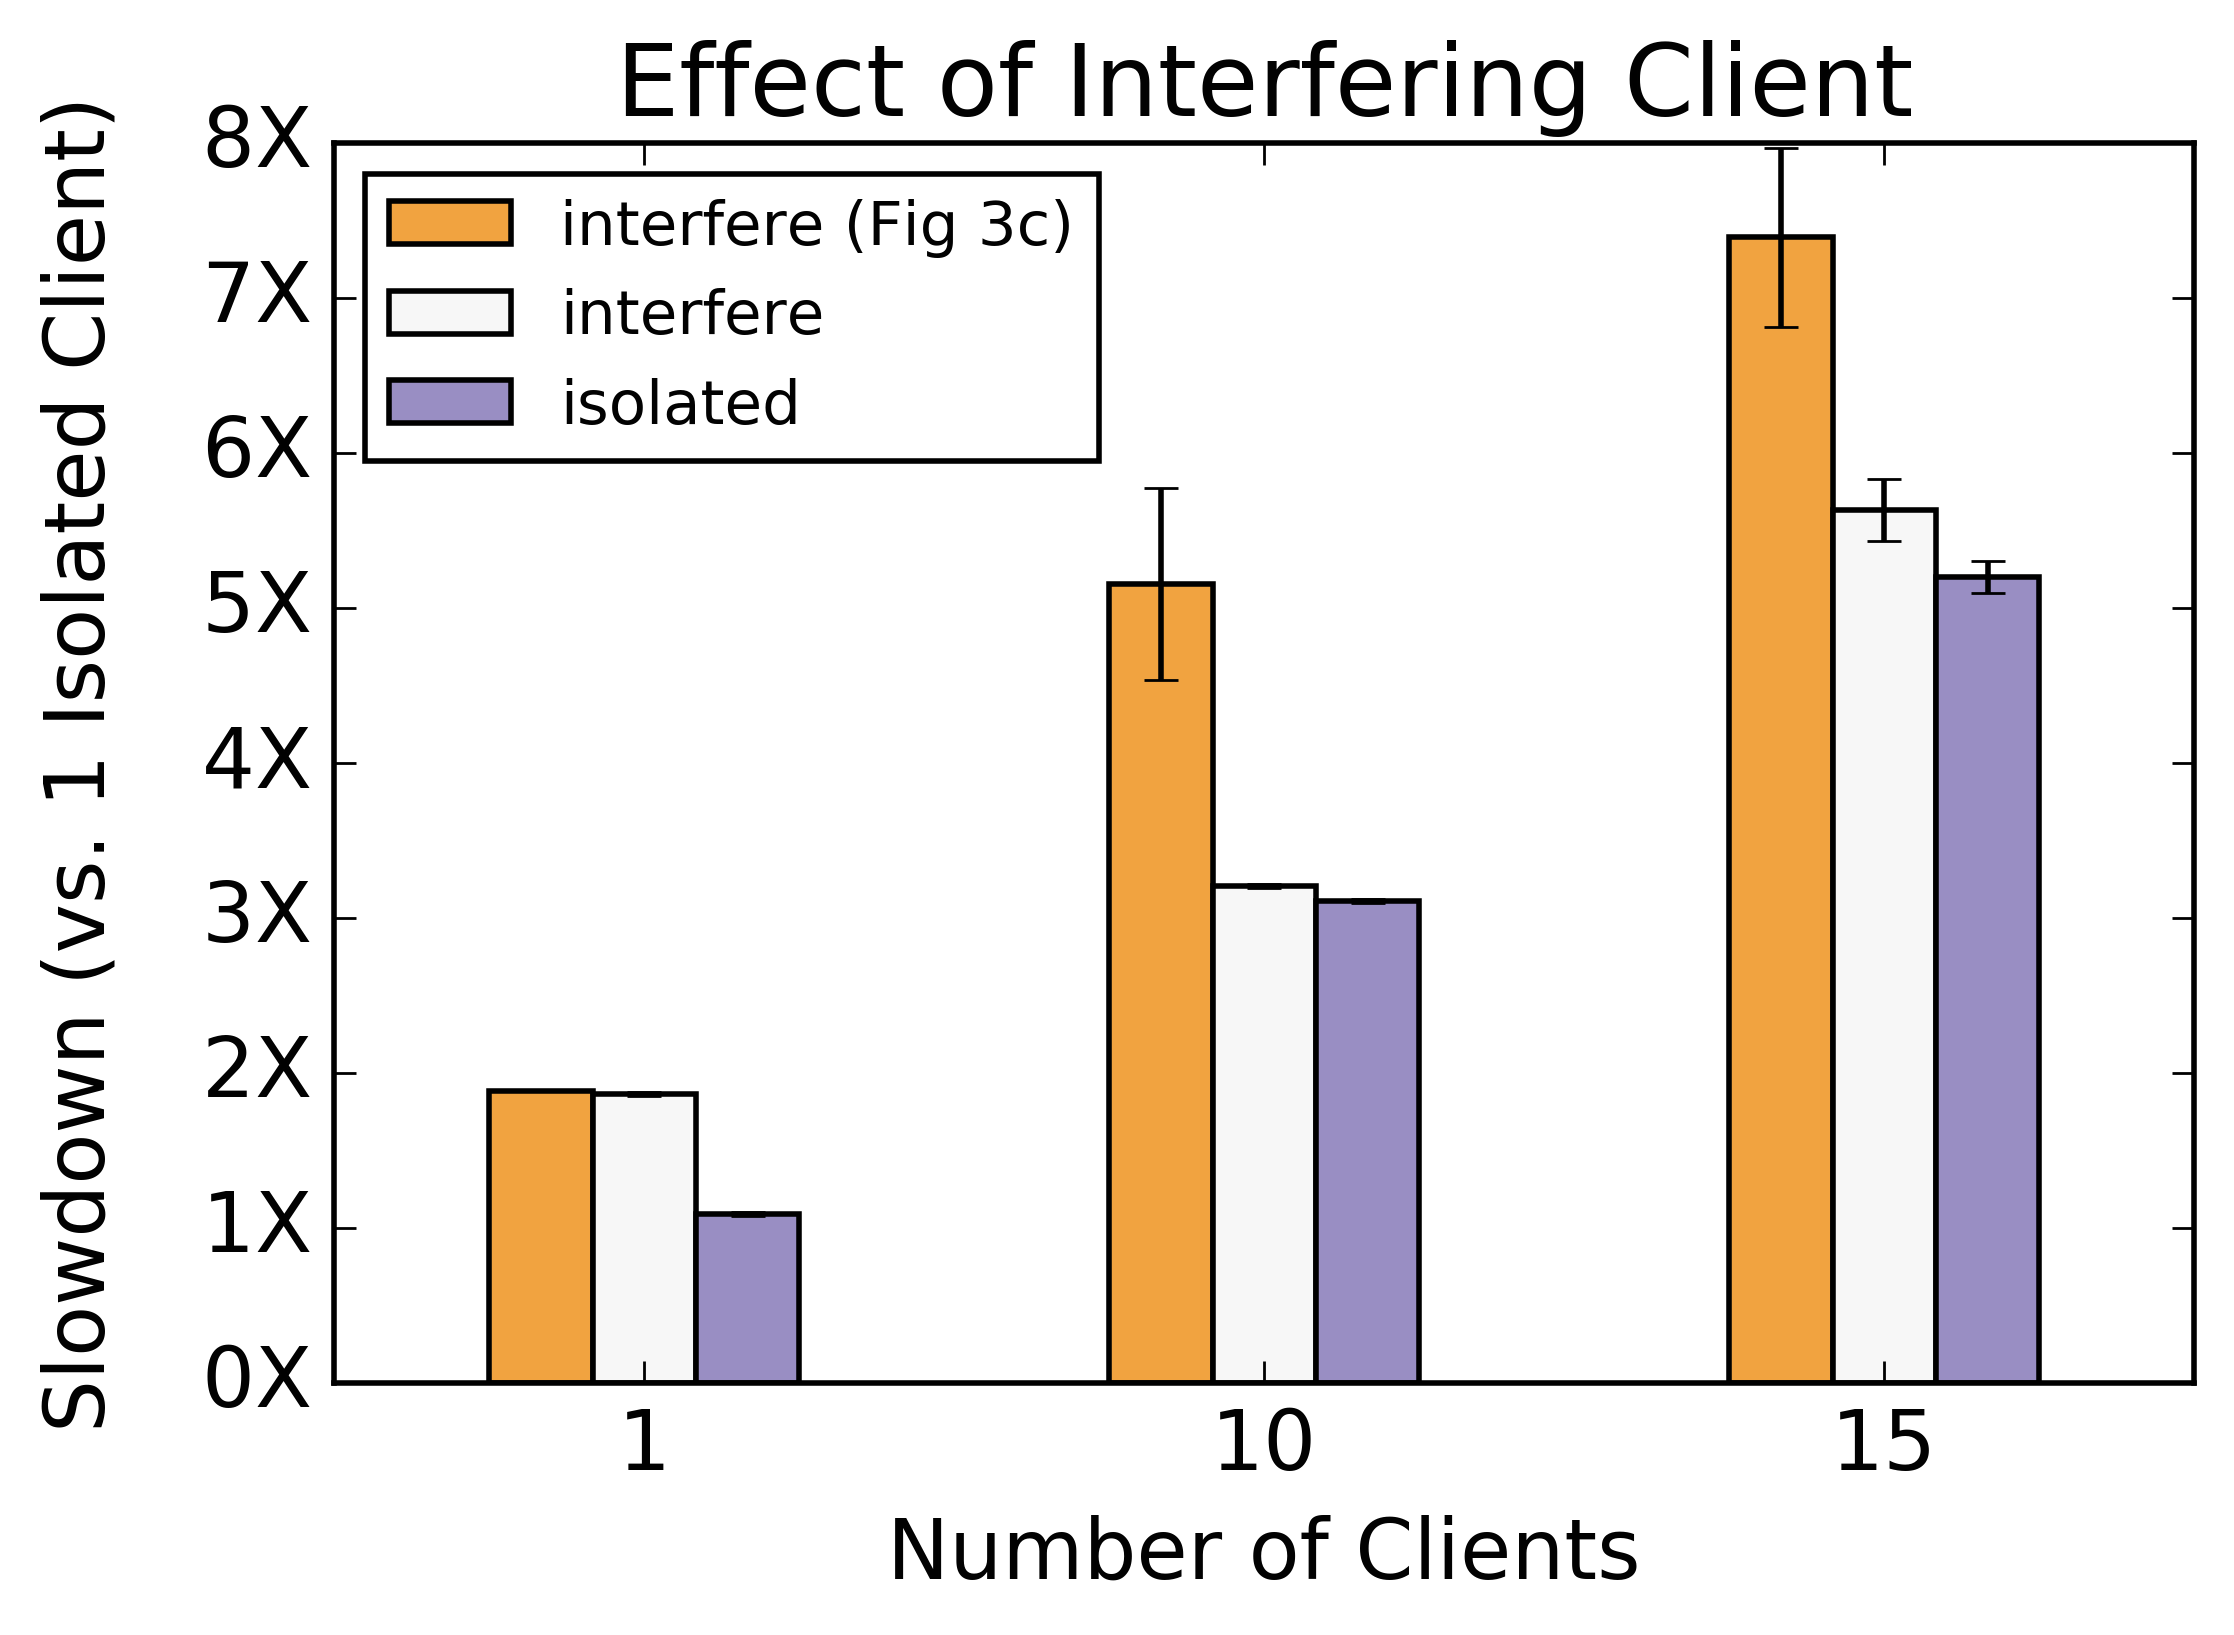 Effect of Interfering Client
Slowdown (vs. 1 Isolated Client)
8X
7X
6X
5X
4X
3X
2X
1X
0X
interfere (Fig 3c)
interfere
isolated
1 10 15
Number of Clients